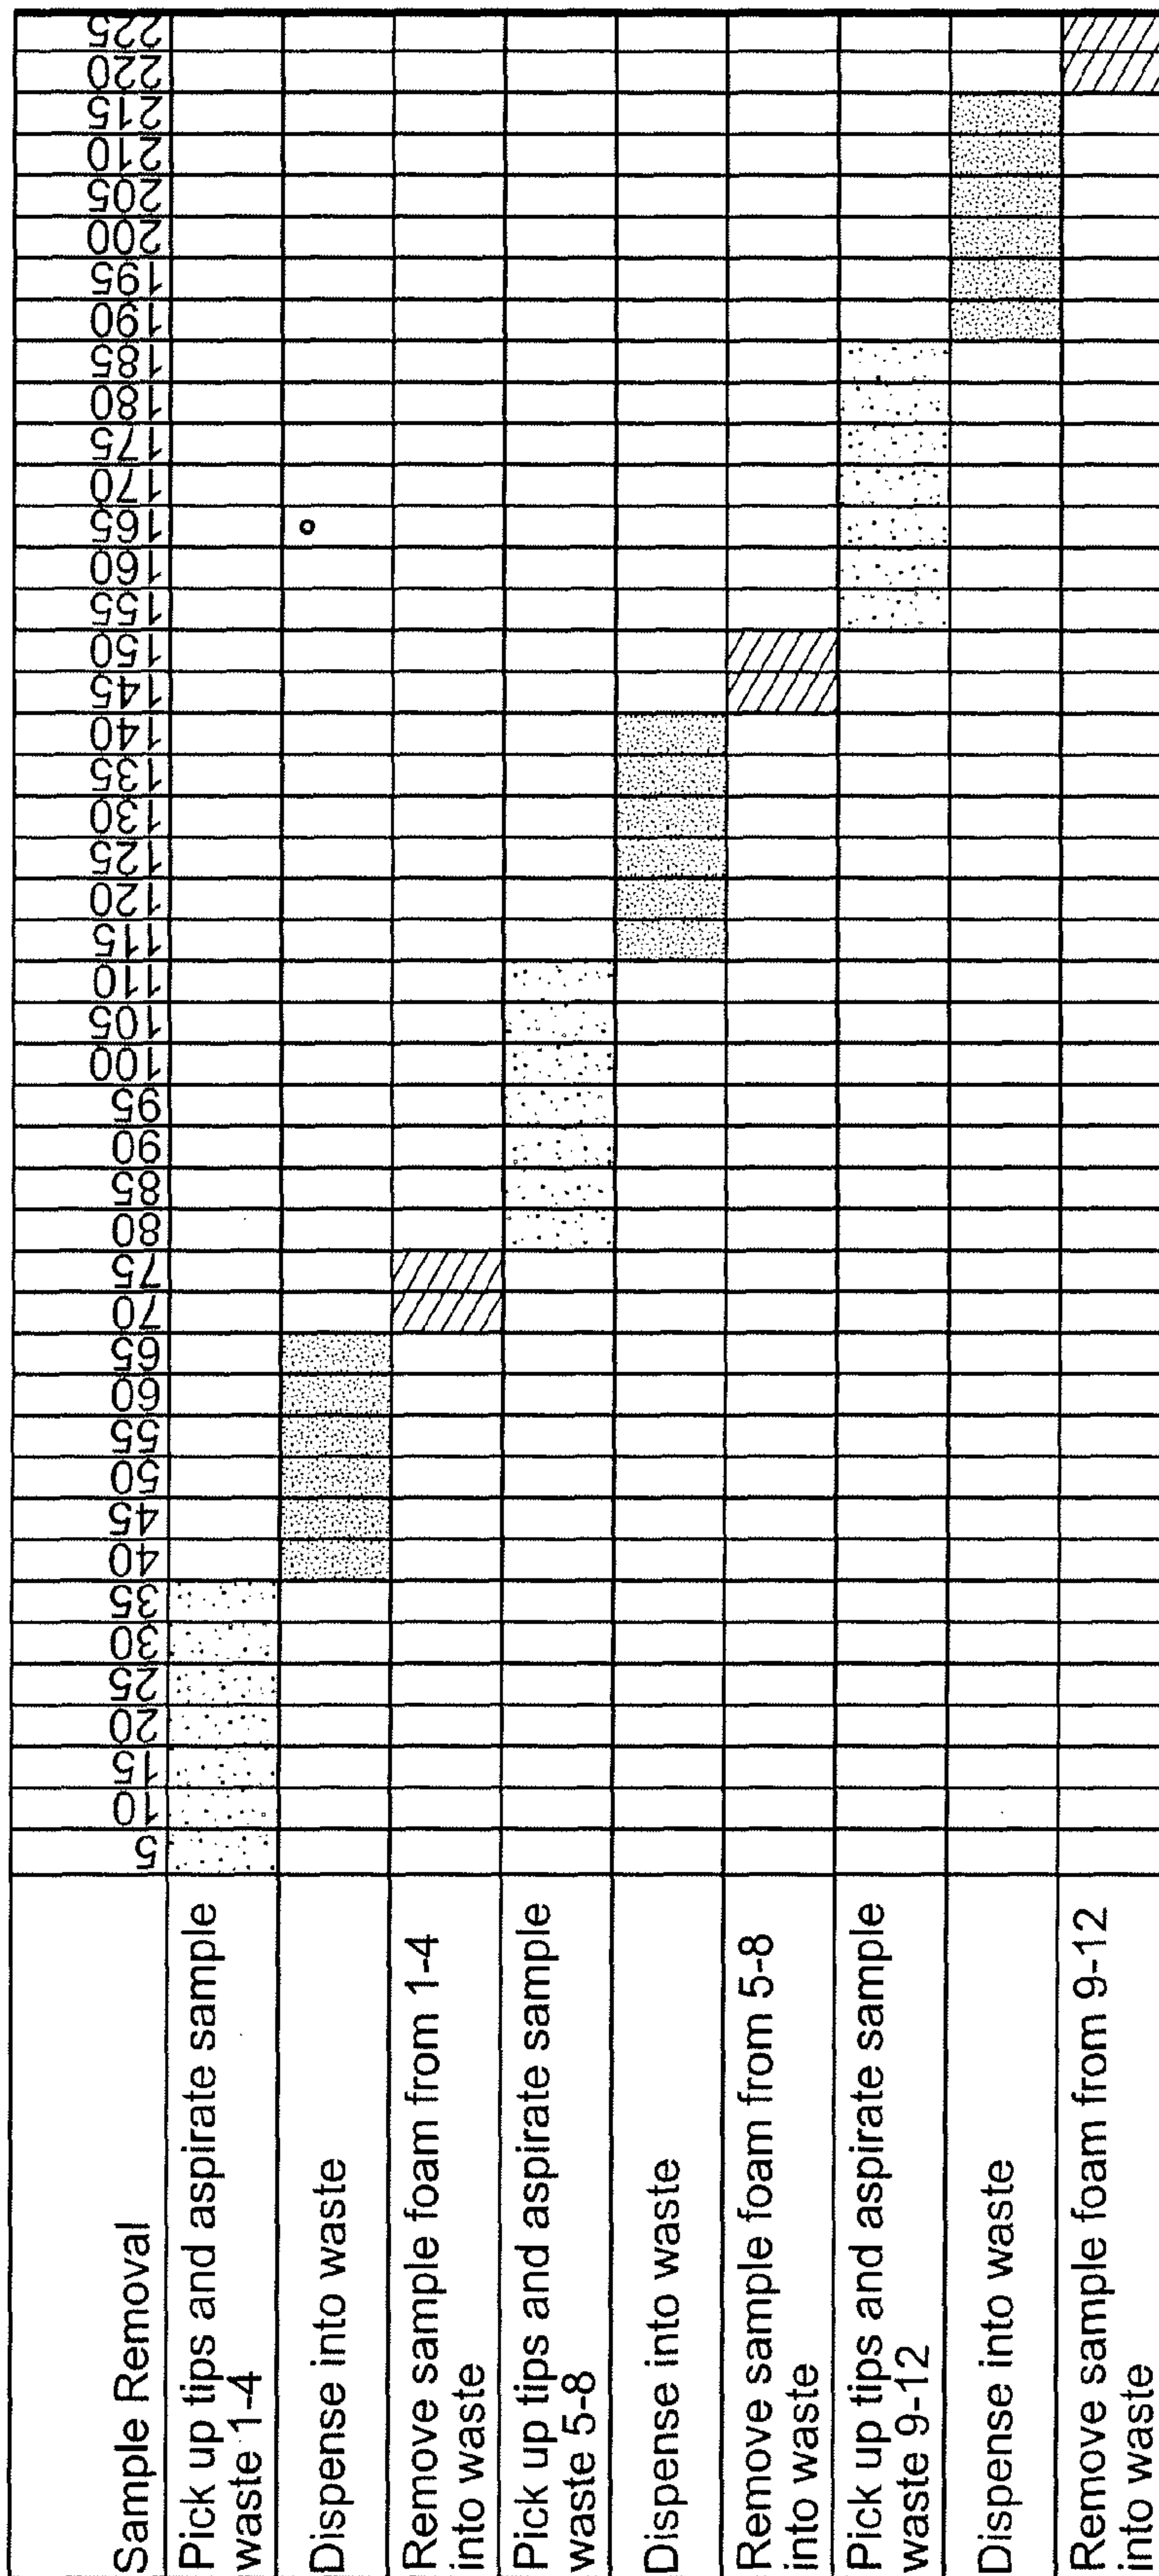 Sample Removal
5 10 15 20 25 30 35 40 45 50 55 60 65 70 75 80 85 90 95 100 105 110 115 120 125 130 135 140 145 150 155 160 165 170 175 180 185 190 195 200 205 210 215 220 225
Pick up tips and aspirate sample
waste 1-4
Dispense into waste
Remove sample foam from 1-4
into waste
Pick up tips and aspirate sample
waste 5-8
Dispense into waste
Remove sample foam from 5-8
into waste
Pick up tips and aspirate sample
waste 9-12
Dispense into waste
Remove sample foam from 9-12
into waste